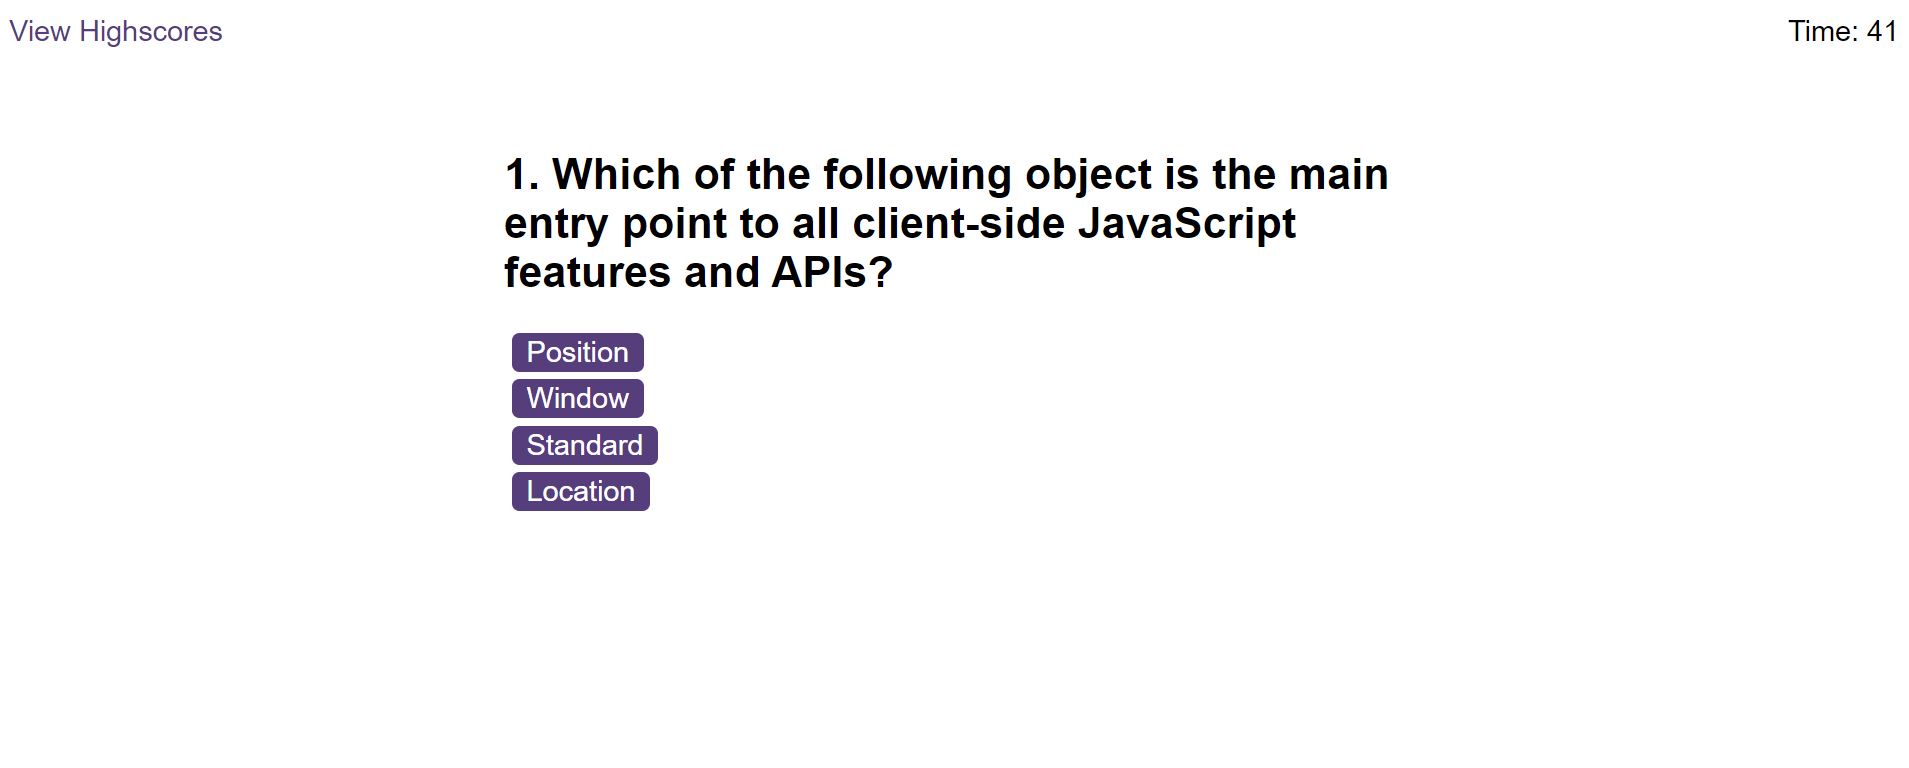 View Highscores
Time: 41
1. Which of the following object is the main
entry point to all client-side JavaScript
features and APIs?
Position
Window
Standard
Location